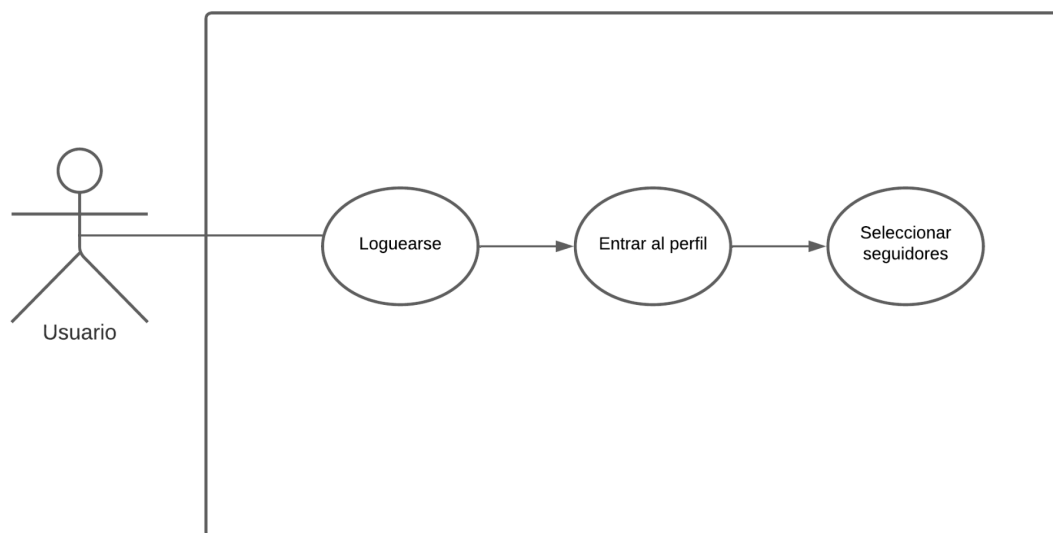 Loguearse
Entrar al perfil
Seleccionar
seguidores
Usuario